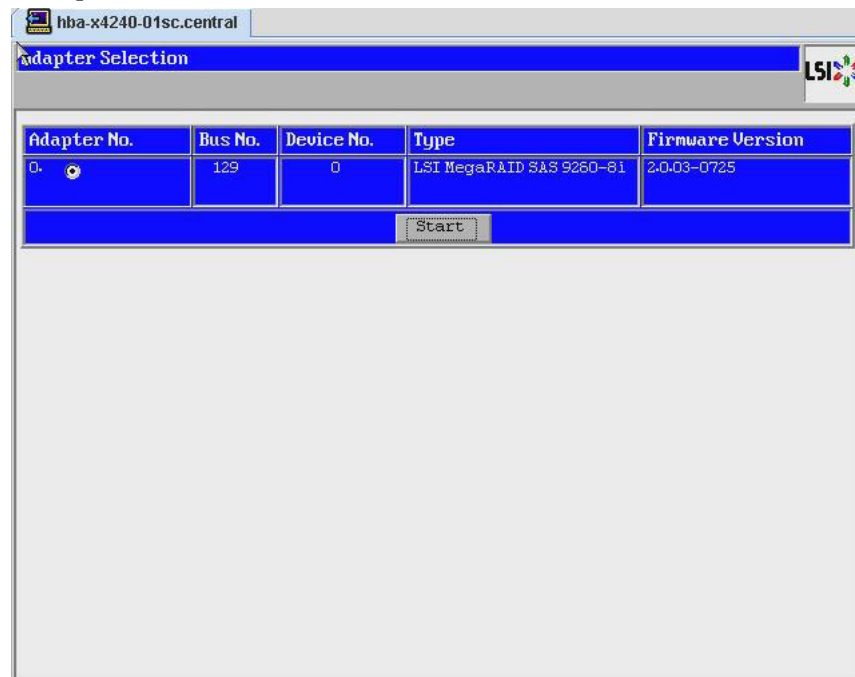 hba-x4240-01sc.central
Adapter Selection
LSI
Adapter No. Bus No. Device No. Type Firmware Version
0. 129 0 LSI MegaRAID SAS 9260-8i 2.0.03-0725
Start